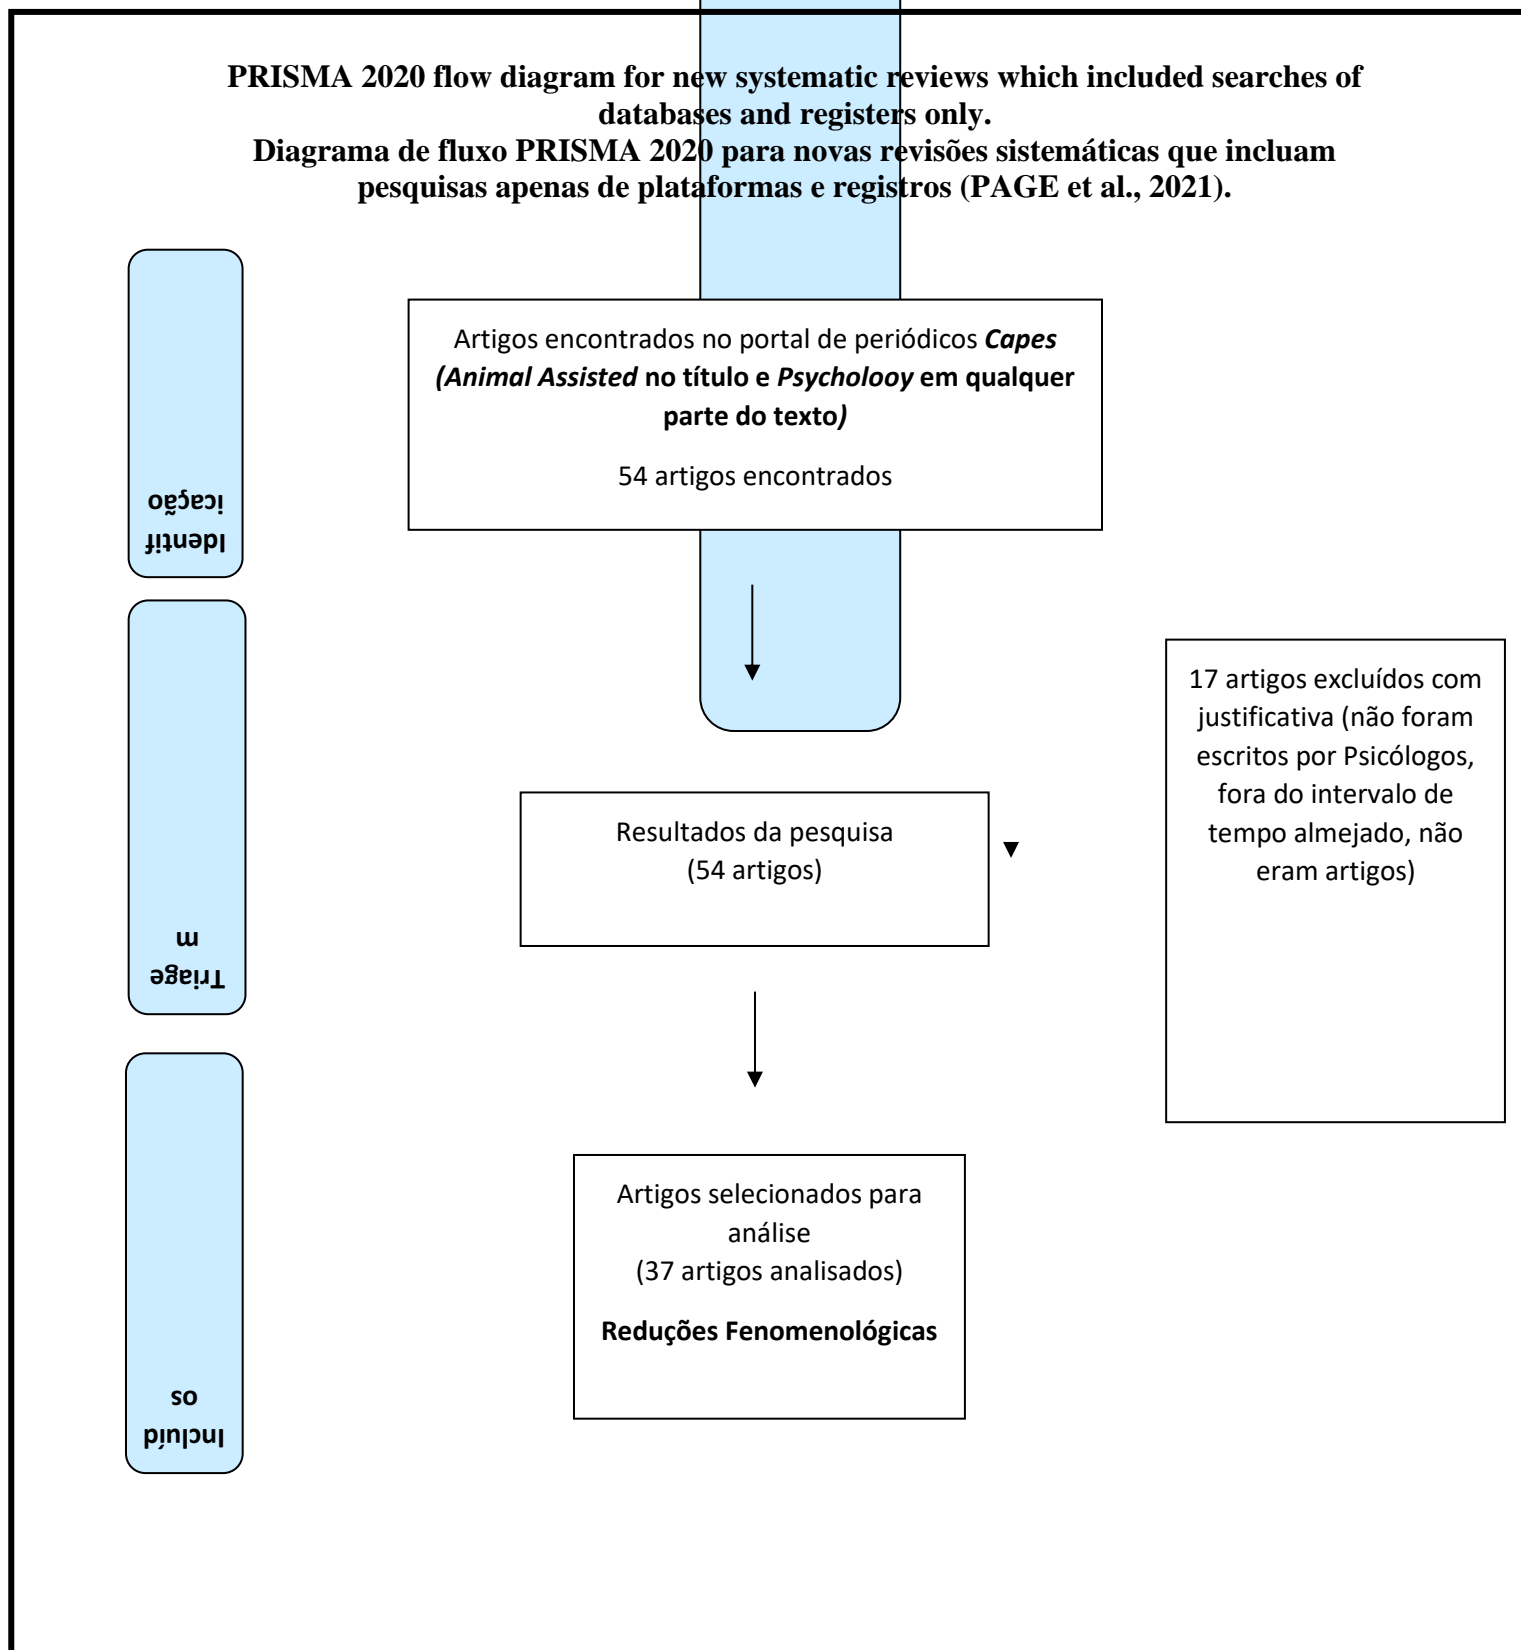 PRISMA 2020 flow diagram for new systematic reviews which included searches of
databases and registers only.
Diagrama de fluxo PRISMA 2020 para novas revisões sistemáticas que incluam
pesquisas apenas de plataformas e registros (PAGE et al., 2021).
Identif
icação
Artigos encontrados no portal de periódicos Capes
(Animal Assisted no título e Psycholooy em qualquer
parte do texto)
54 artigos encontrados
Triage
m
Resultados da pesquisa
(54 artigos)
17 artigos excluídos com
justificativa (não foram
escritos por Psicólogos,
fora do intervalo de
tempo almejado, não
eram artigos)
Incluíd
os
Artigos selecionados para
análise
(37 artigos analisados)
Reduções Fenomenológicas